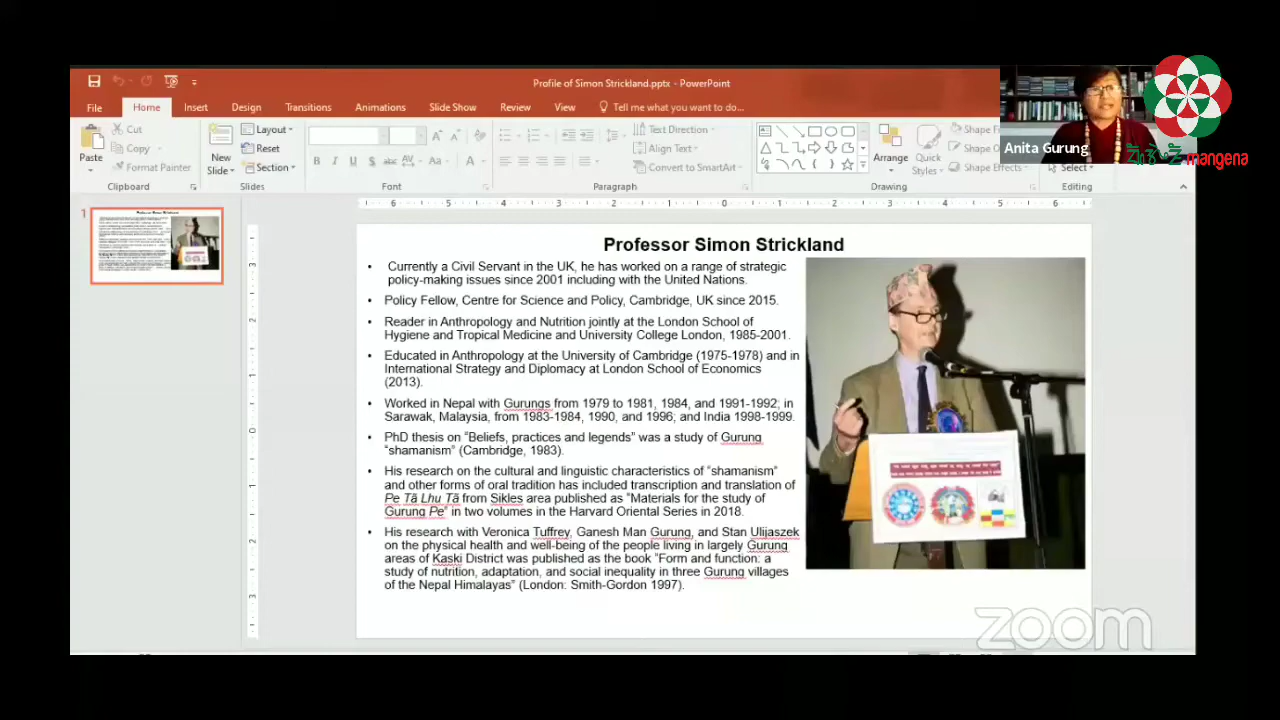 Profile of Simon Strickland.pptx - PowerPoint
File
Home
Insert
Design
Transitions
Animations
Slide Show
Review
View
Tell me what you want to do...
Anita Gurung
mangena
Paste
Cut
Copy
Format Painter
Clipboard
New
Slide
Layout
Reset
Section
Slides
Font
Text Direction
Align Text
Convert to SmartArt
Paragraph
Arrange
Quick
Styles
Shape F
Shape O
Shape Effects
Drawing
Select
Editing
1
Professor Simon Strickland
• Currently a Civil Servant in the UK, he has worked on a range of strategic
policy-making issues since 2001 including with the United Nations.
• Policy Fellow, Centre for Science and Policy, Cambridge, UK since 2015.
• Reader in Anthropology and Nutrition jointly at the London School of
Hygiene and Tropical Medicine and University College London, 1985-2001.
• Educated in Anthropology at the University of Cambridge (1975-1978) and in
International Strategy and Diplomacy at London School of Economics
(2013).
• Worked in Nepal with Gurungs from 1979 to 1981, 1984, and 1991-1992; in
Sarawak, Malaysia, from 1983-1984, 1990, and 1996; and India 1998-1999.
• PhD thesis on “Beliefs, practices and legends” was a study of Gurung
“shamanism” (Cambridge, 1983).
• His research on the cultural and linguistic characteristics of “shamanism”
and other forms of oral tradition has included transcription and translation of
Pe Tā Lhu Tā from Sikles area published as “Materials for the study of
Gurung Pe” in two volumes in the Harvard Oriental Series in 2018.
• His research with Veronica Tuffrey, Ganesh Man Gurung, and Stan Ulijaszek
on the physical health and well-being of the people living in largely Gurung
areas of Kaski District was published as the book “Form and function: a
study of nutrition, adaptation, and social inequality in three Gurung villages
of the Nepal Himalayas” (London: Smith-Gordon 1997).
zoom